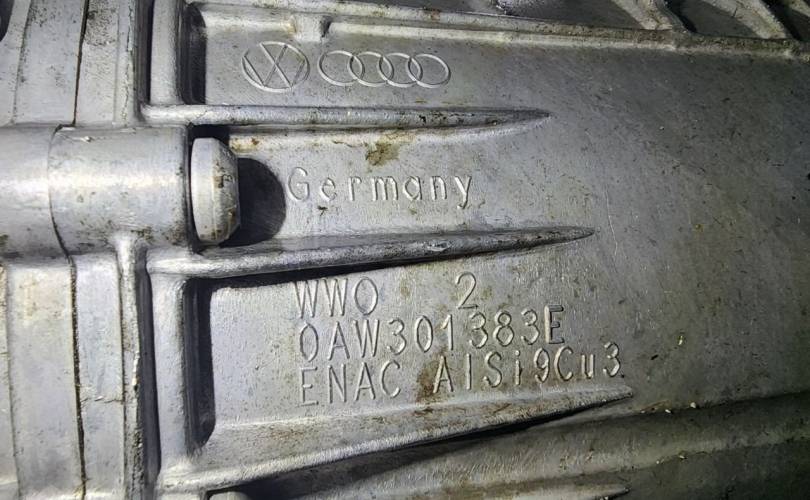 Germany
WWO 2
0AW301383E
ENAC AlSi9Cu3